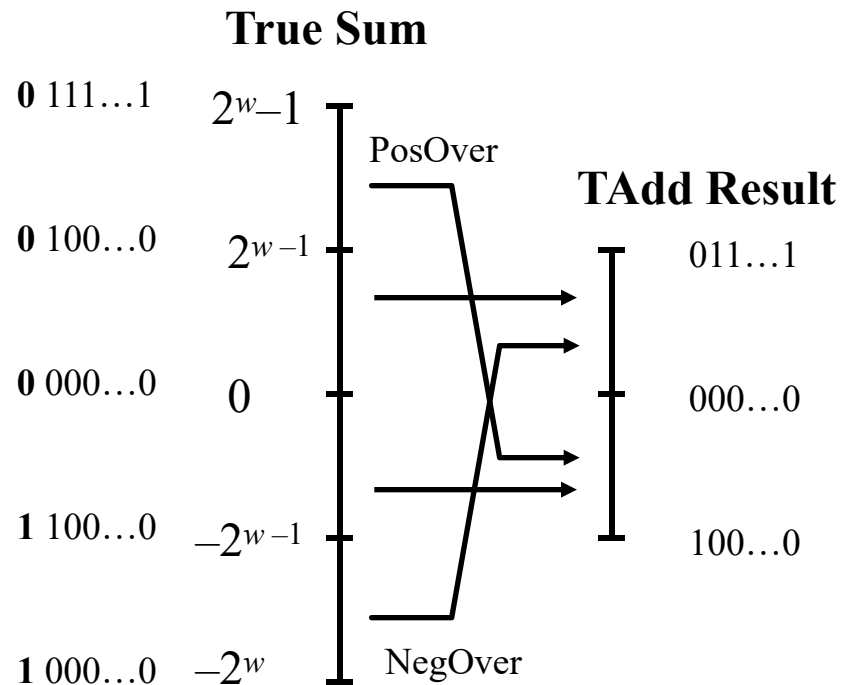 True Sum
0 111…1 2ʷ–1
PosOver
TAdd Result
0 100…0 2ʷ⁻¹ 011…1
0 000…0 0 000…0
1 100…0 –2ʷ⁻¹ 100…0
1 000…0 –2ʷ NegOver